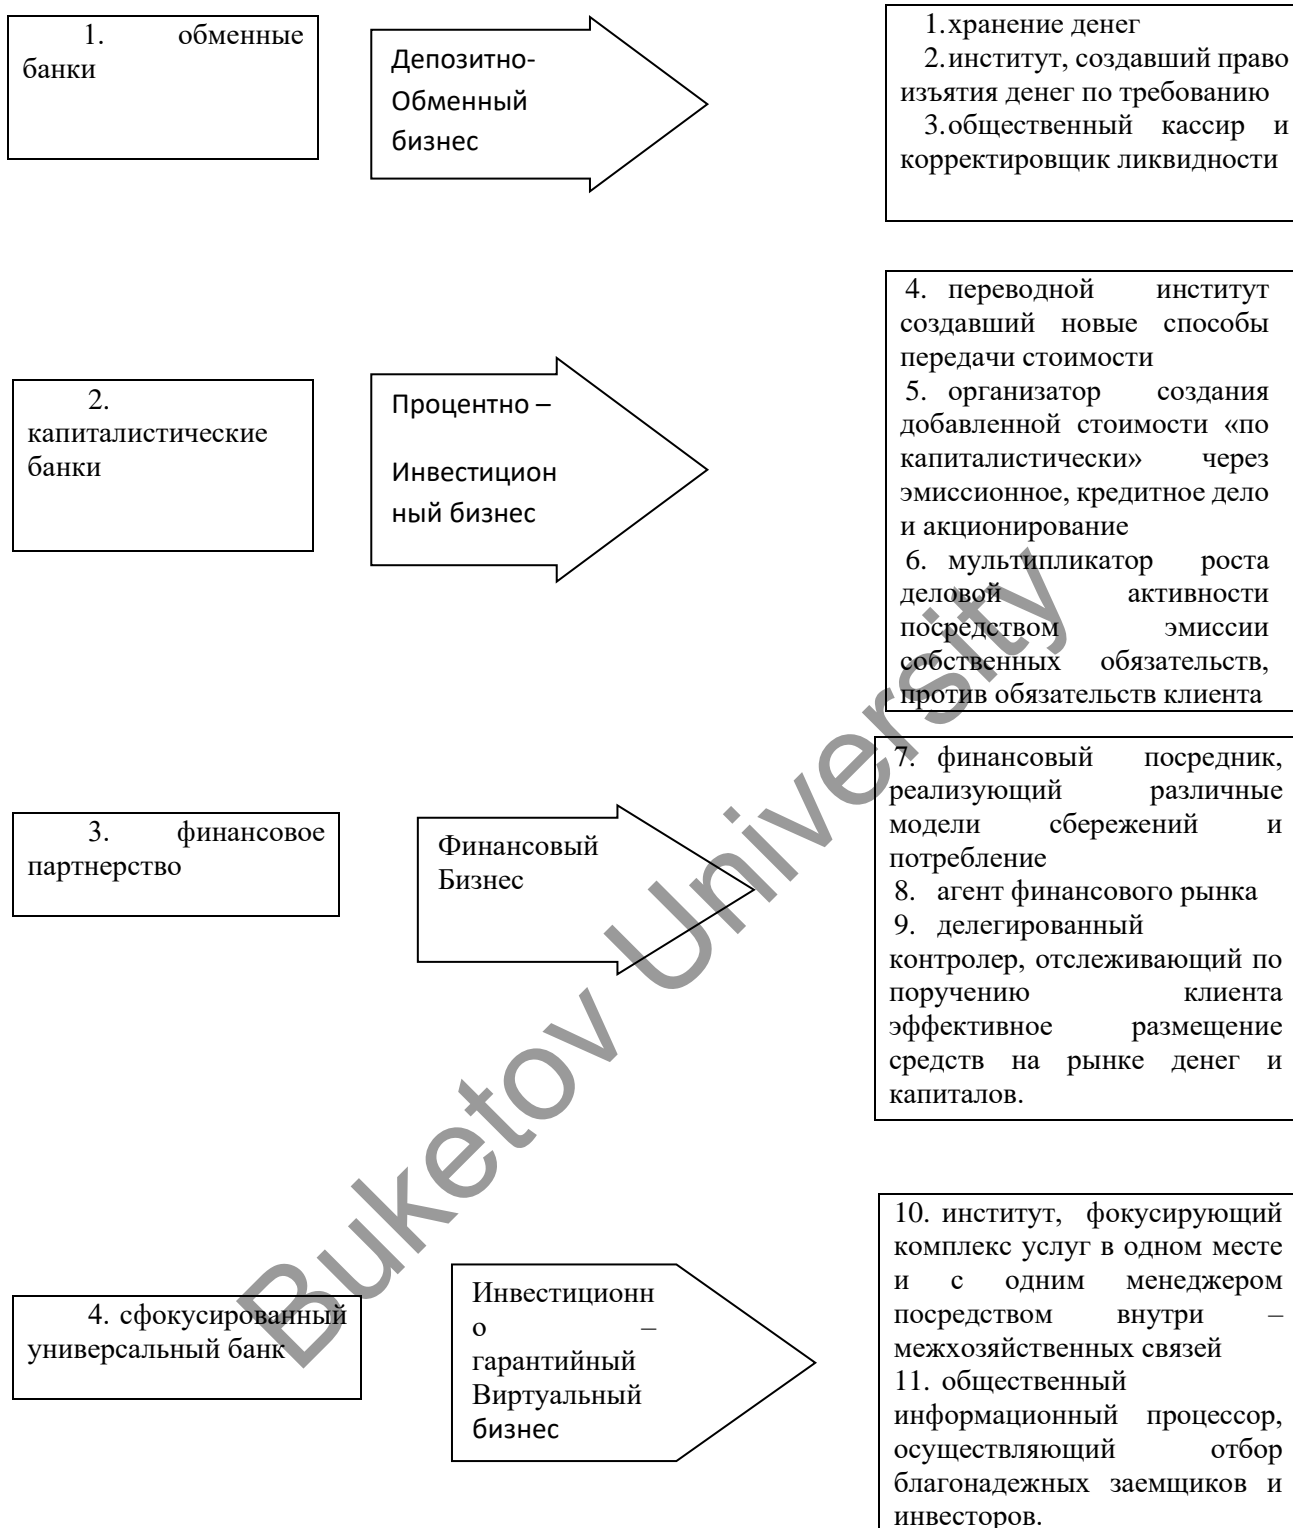 1. обменные
банки
Депозитно-
Обменный
бизнес
1.хранение денег
2.институт, создавший право
изъятия денег по требованию
3.общественный кассир и
корректировщик ликвидности
2.
капиталистические
банки
Процентно –
Инвестицион
ный бизнес
4. переводной институт
создавший новые способы
передачи стоимости
5. организатор создания
добавленной стоимости «по
капиталистически» через
эмиссионное, кредитное дело
и акционирование
6. мультипликатор роста
деловой активности
посредством эмиссии
собственных обязательств,
против обязательств клиента
3. финансовое
партнерство
Финансовый
Бизнес
7. финансовый посредник,
реализующий различные
модели сбережений и
потребление
8. агент финансового рынка
9. делегированный
контролер, отслеживающий по
поручению клиента
эффективное размещение
средств на рынке денег и
капиталов.
4. сфокусированный
универсальный банк
Инвестиционн
о –
гарантийный
Виртуальный
бизнес
10. институт, фокусирующий
комплекс услуг в одном месте
и с одним менеджером
посредством внутри –
межхозяйственных связей
11. общественный
информационный процессор,
осуществляющий отбор
благонадежных заемщиков и
инвесторов.
Buketov University